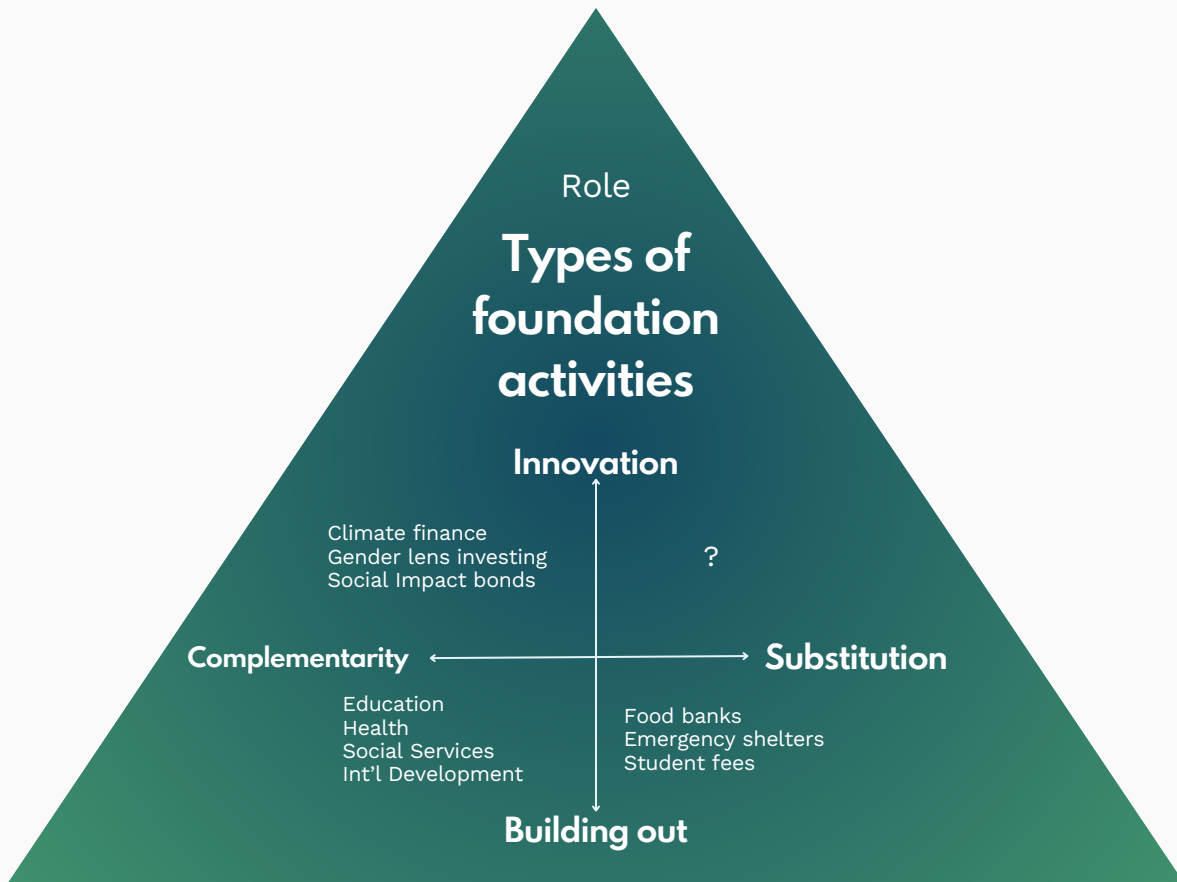 Role
Types of
foundation
activities
Innovation
Climate finance
Gender lens investing
Social Impact bonds
?
Complementarity
Substitution
Education
Health
Social Services
Int’l Development
Food banks
Emergency shelters
Student fees
Building out